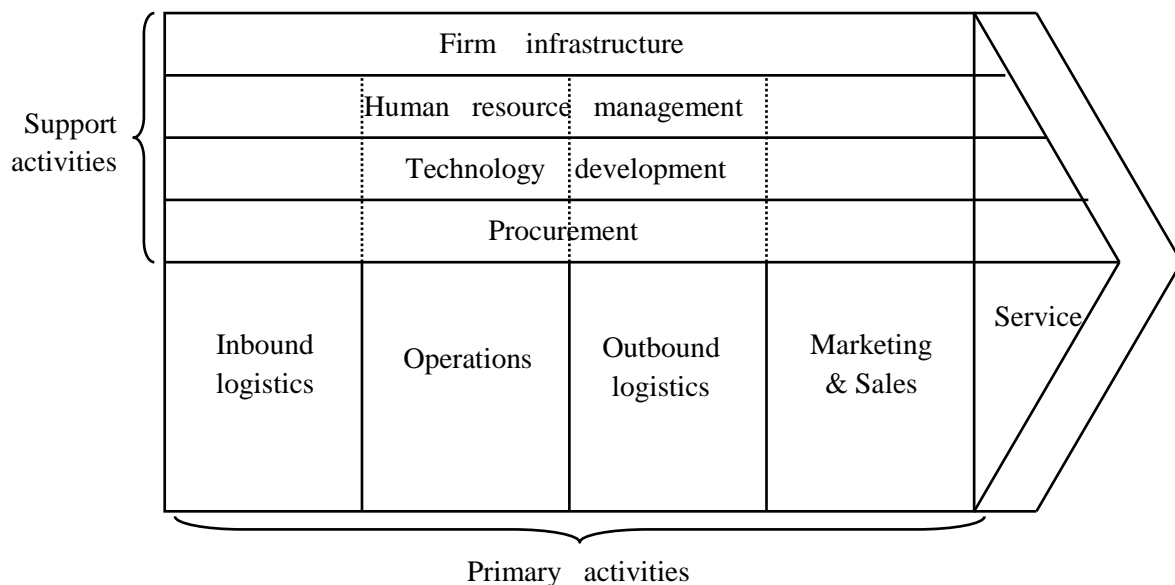 Firm infrastructure
Human resource management
Support
activities
Technology development
Procurement
Inbound
logistics
Operations
Outbound
logistics
Marketing
& Sales
Service
Primary activities